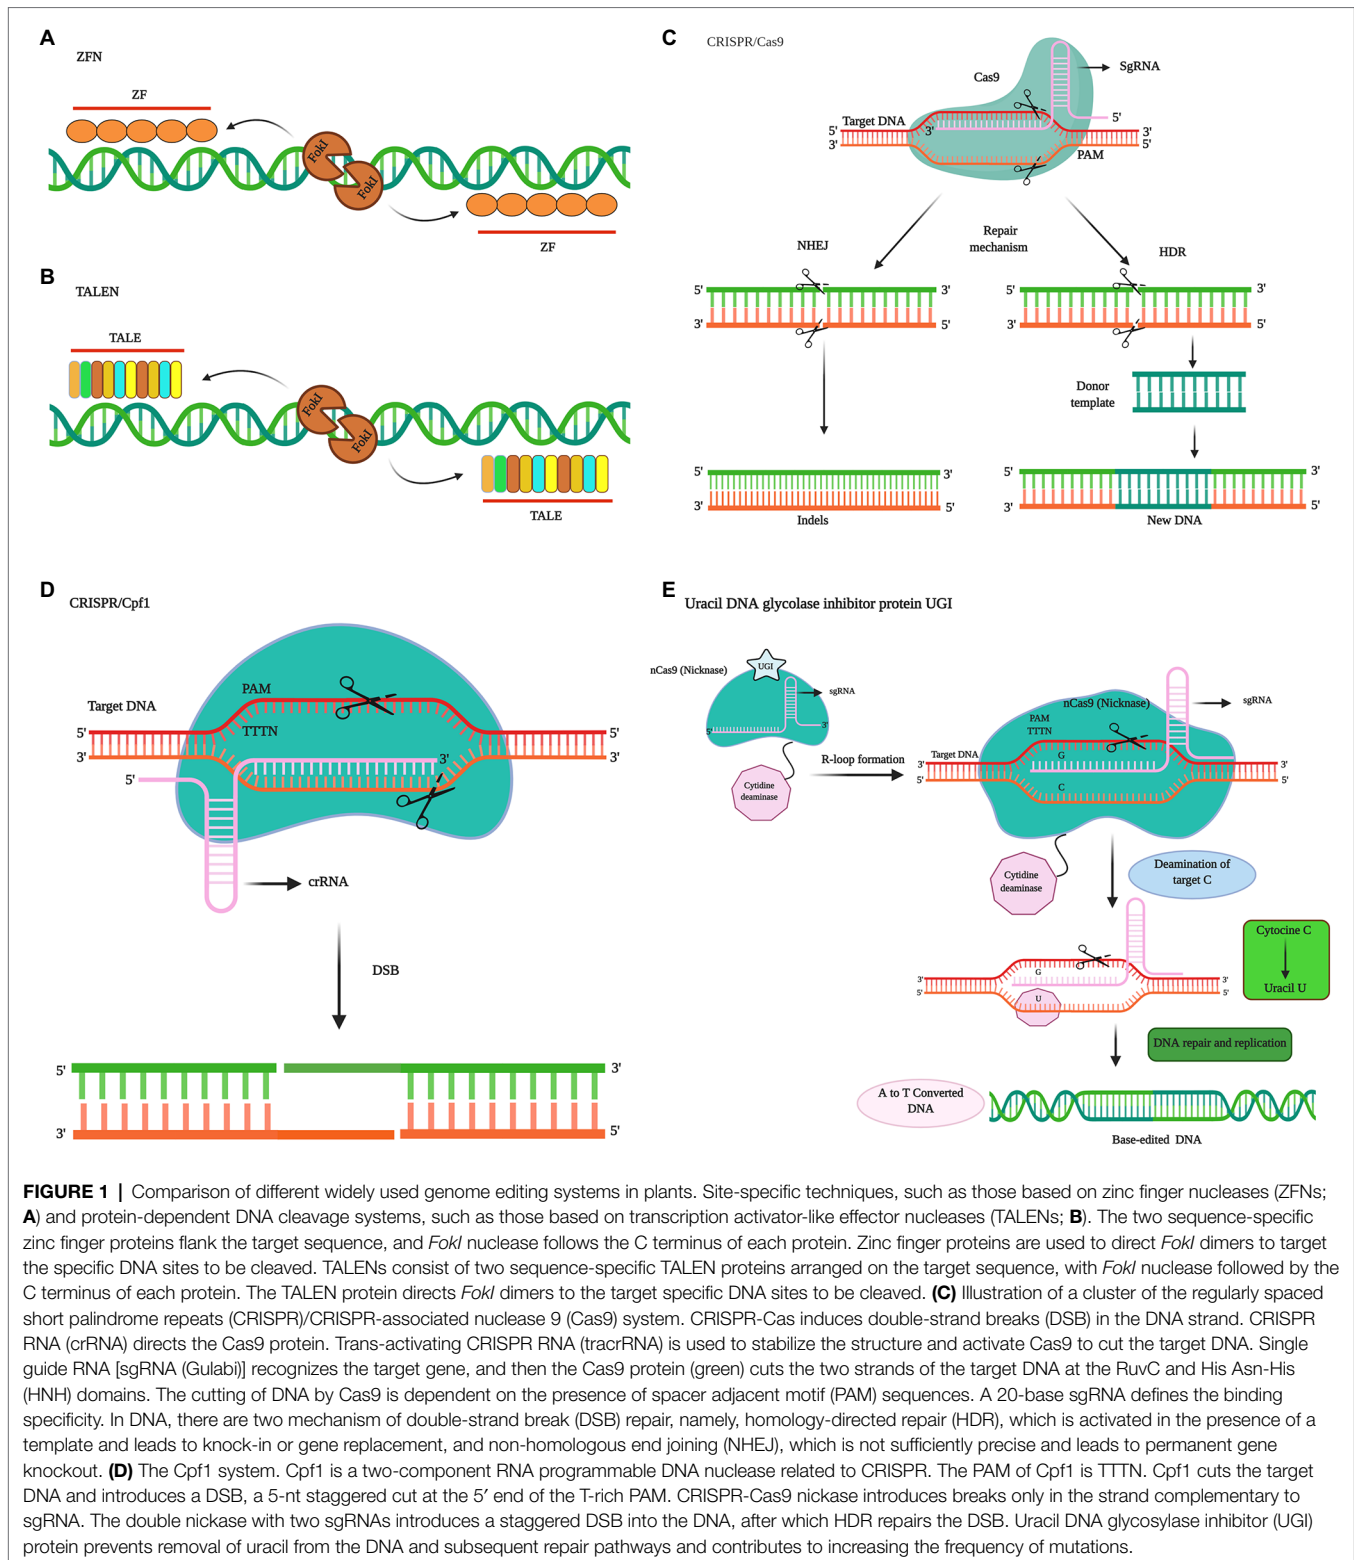 A
ZFN
ZF
FokI
FokI
ZF
B
TALEN
TALE
FokI
FokI
TALE
C
CRISPR/Cas9
Cas9
SgRNA
5'
Target DNA
5'
3'
3'
3'
5'
PAM
Repair
mechanism
NHEJ
HDR
5'
3'
3'
5'
5'
3'
3'
5'
Donor
template
5'
3'
3'
5'
Indels
5'
3'
3'
5'
New DNA
D
CRISPR/Cpf1
PAM
Target DNA
TTTN
5'
5'
3'
3'
3'
5'
crRNA
DSB
5'
3'
3'
5'
E
Uracil DNA glycolase inhibitor protein UGI
UGI
nCas9 (Nicknase)
sgRNA
5'
3'
Cytidine
deaminase
R-loop formation
nCas9 (Nicknase)
sgRNA
PAM
TTTN
Target DNA
G
C
3'
3'
5'
5'
Cytidine
deaminase
Deamination of
target C
Cytocine C
Uracil U
G
U
3'
3'
5'
5'
DNA repair and replication
A to T Converted
DNA
Base-edited DNA
FIGURE 1 | Comparison of different widely used genome editing systems in plants. Site-specific techniques, such as those based on zinc finger nucleases (ZFNs;
A) and protein-dependent DNA cleavage systems, such as those based on transcription activator-like effector nucleases (TALENs; B). The two sequence-specific
zinc finger proteins flank the target sequence, and FokI nuclease follows the C terminus of each protein. Zinc finger proteins are used to direct FokI dimers to target
the specific DNA sites to be cleaved. TALENs consist of two sequence-specific TALEN proteins arranged on the target sequence, with FokI nuclease followed by the
C terminus of each protein. The TALEN protein directs FokI dimers to the target specific DNA sites to be cleaved. (C) Illustration of a cluster of the regularly spaced
short palindrome repeats (CRISPR)/CRISPR-associated nuclease 9 (Cas9) system. CRISPR-Cas induces double-strand breaks (DSB) in the DNA strand. CRISPR
RNA (crRNA) directs the Cas9 protein. Trans-activating CRISPR RNA (tracrRNA) is used to stabilize the structure and activate Cas9 to cut the target DNA. Single
guide RNA [sgRNA (Gulabi)] recognizes the target gene, and then the Cas9 protein (green) cuts the two strands of the target DNA at the RuvC and His Asn-His
(HNH) domains. The cutting of DNA by Cas9 is dependent on the presence of spacer adjacent motif (PAM) sequences. A 20-base sgRNA defines the binding
specificity. In DNA, there are two mechanism of double-strand break (DSB) repair, namely, homology-directed repair (HDR), which is activated in the presence of a
template and leads to knock-in or gene replacement, and non-homologous end joining (NHEJ), which is not sufficiently precise and leads to permanent gene
knockout. (D) The Cpf1 system. Cpf1 is a two-component RNA programmable DNA nuclease related to CRISPR. The PAM of Cpf1 is TTTN. Cpf1 cuts the target
DNA and introduces a DSB, a 5-nt staggered cut at the 5′ end of the T-rich PAM. CRISPR-Cas9 nickase introduces breaks only in the strand complementary to
sgRNA. The double nickase with two sgRNAs introduces a staggered DSB into the DNA, after which HDR repairs the DSB. Uracil DNA glycosylase inhibitor (UGI)
protein prevents removal of uracil from the DNA and subsequent repair pathways and contributes to increasing the frequency of mutations.